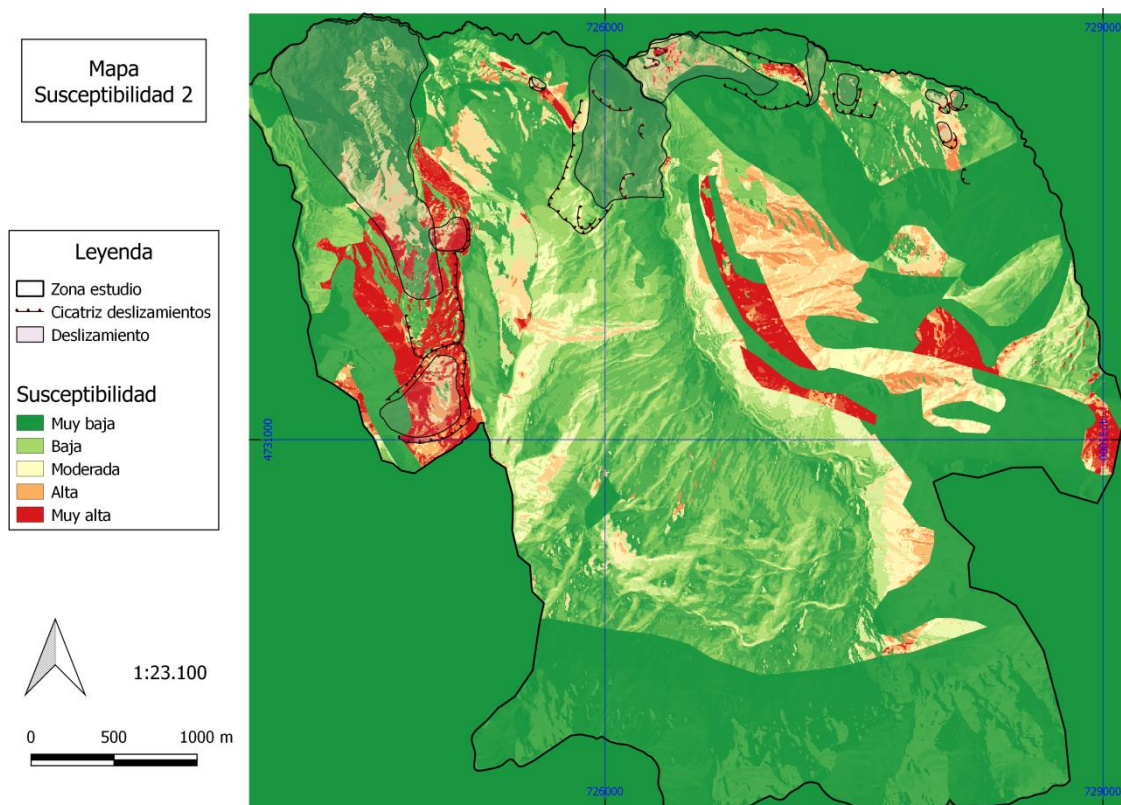 Mapa
Susceptibilidad 2
Leyenda
Zona estudio
Cicatriz deslizamientos
Deslizamiento
Susceptibilidad
Muy baja
Baja
Moderada
Alta
Muy alta
1:23.100
0 500 1000 m
726000
729000
4731000
4731000
726000
729000